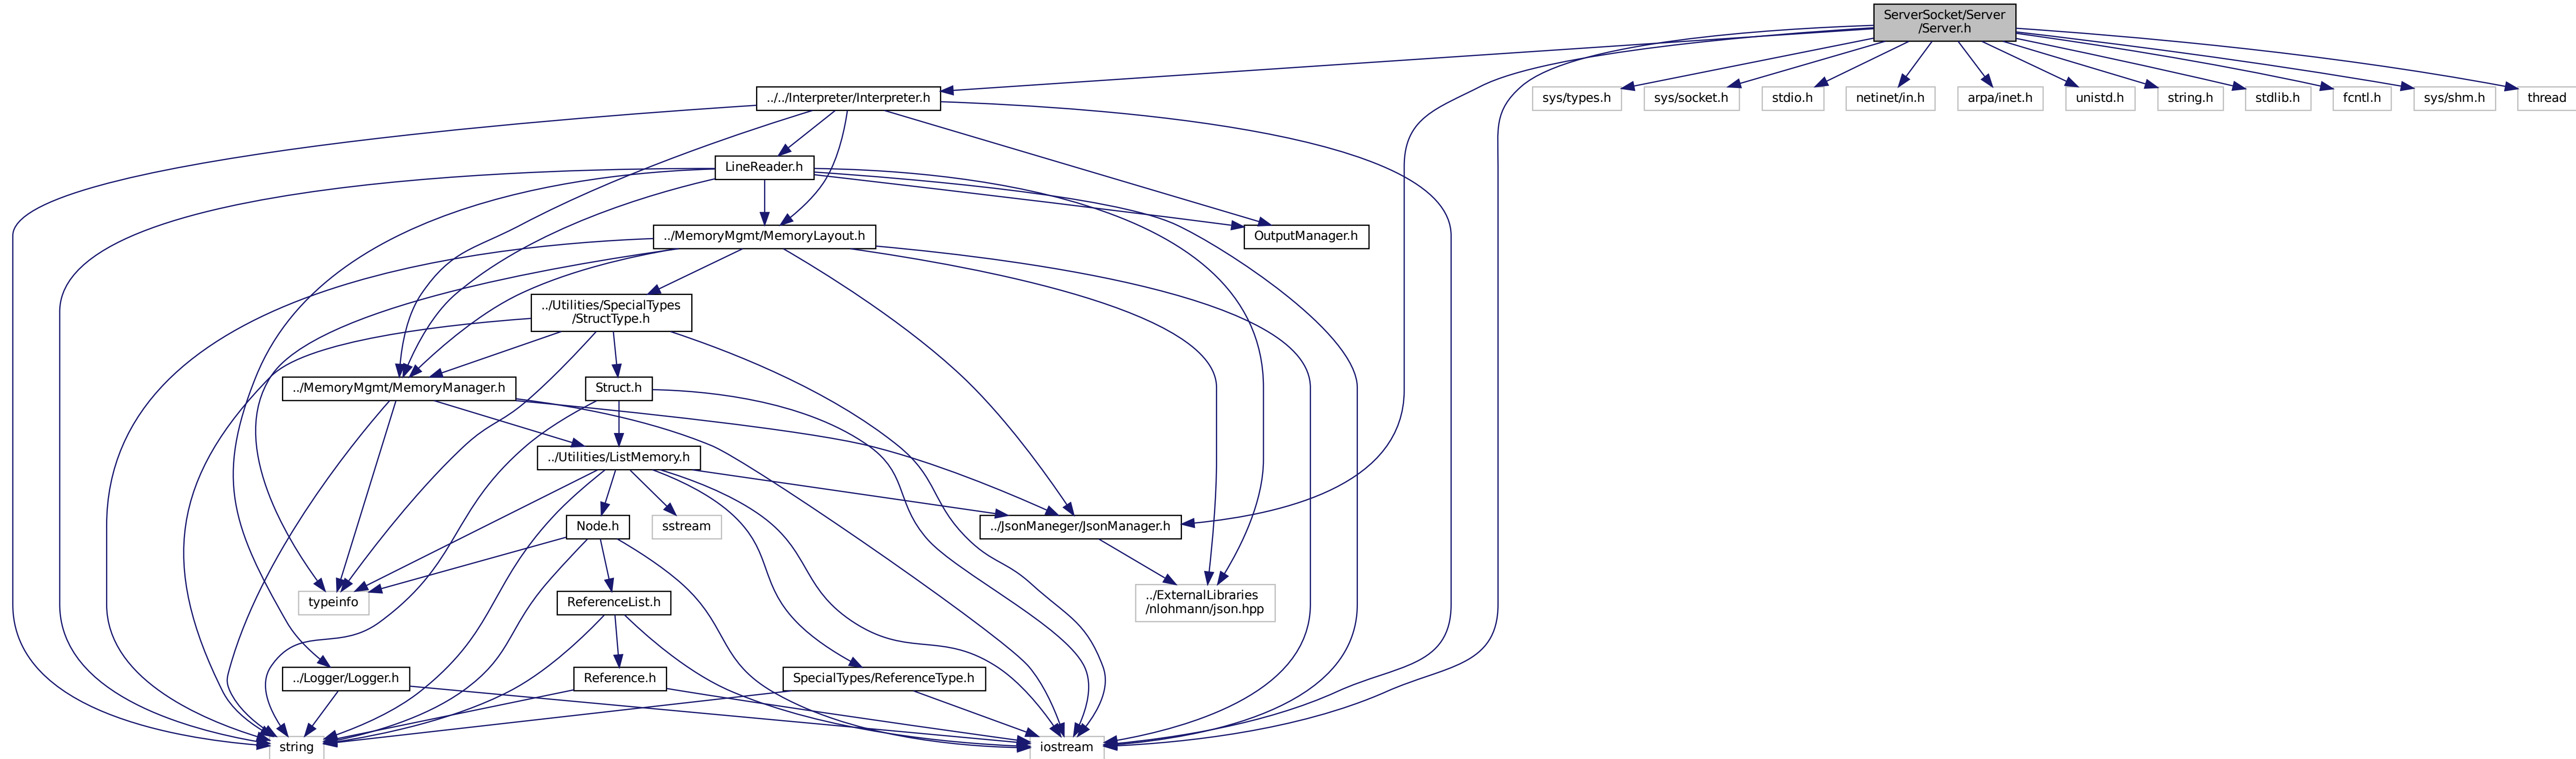 ServerSocket/Server
/Server.h
../../Interpreter/Interpreter.h
sys/types.h
sys/socket.h
stdio.h
netinet/in.h
arpa/inet.h
unistd.h
string.h
stdlib.h
fcntl.h
sys/shm.h
thread
LineReader.h
../MemoryMgmt/MemoryLayout.h
OutputManager.h
../Utilities/SpecialTypes
/StructType.h
../MemoryMgmt/MemoryManager.h
Struct.h
../Utilities/ListMemory.h
Node.h
sstream
../JsonManeger/JsonManager.h
typeinfo
ReferenceList.h
../ExternalLibraries
/nlohmann/json.hpp
../Logger/Logger.h
Reference.h
SpecialTypes/ReferenceType.h
string
iostream